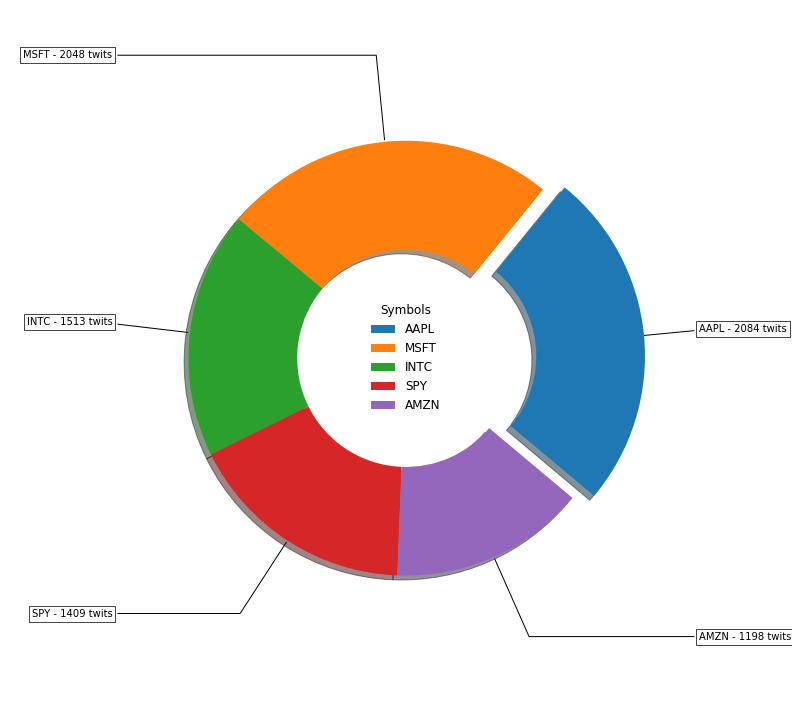 MSFT - 2048 twits
Symbols
AAPL
MSFT
INTC
SPY
AMZN
INTC - 1513 twits
AAPL - 2084 twits
SPY - 1409 twits
AMZN - 1198 twits